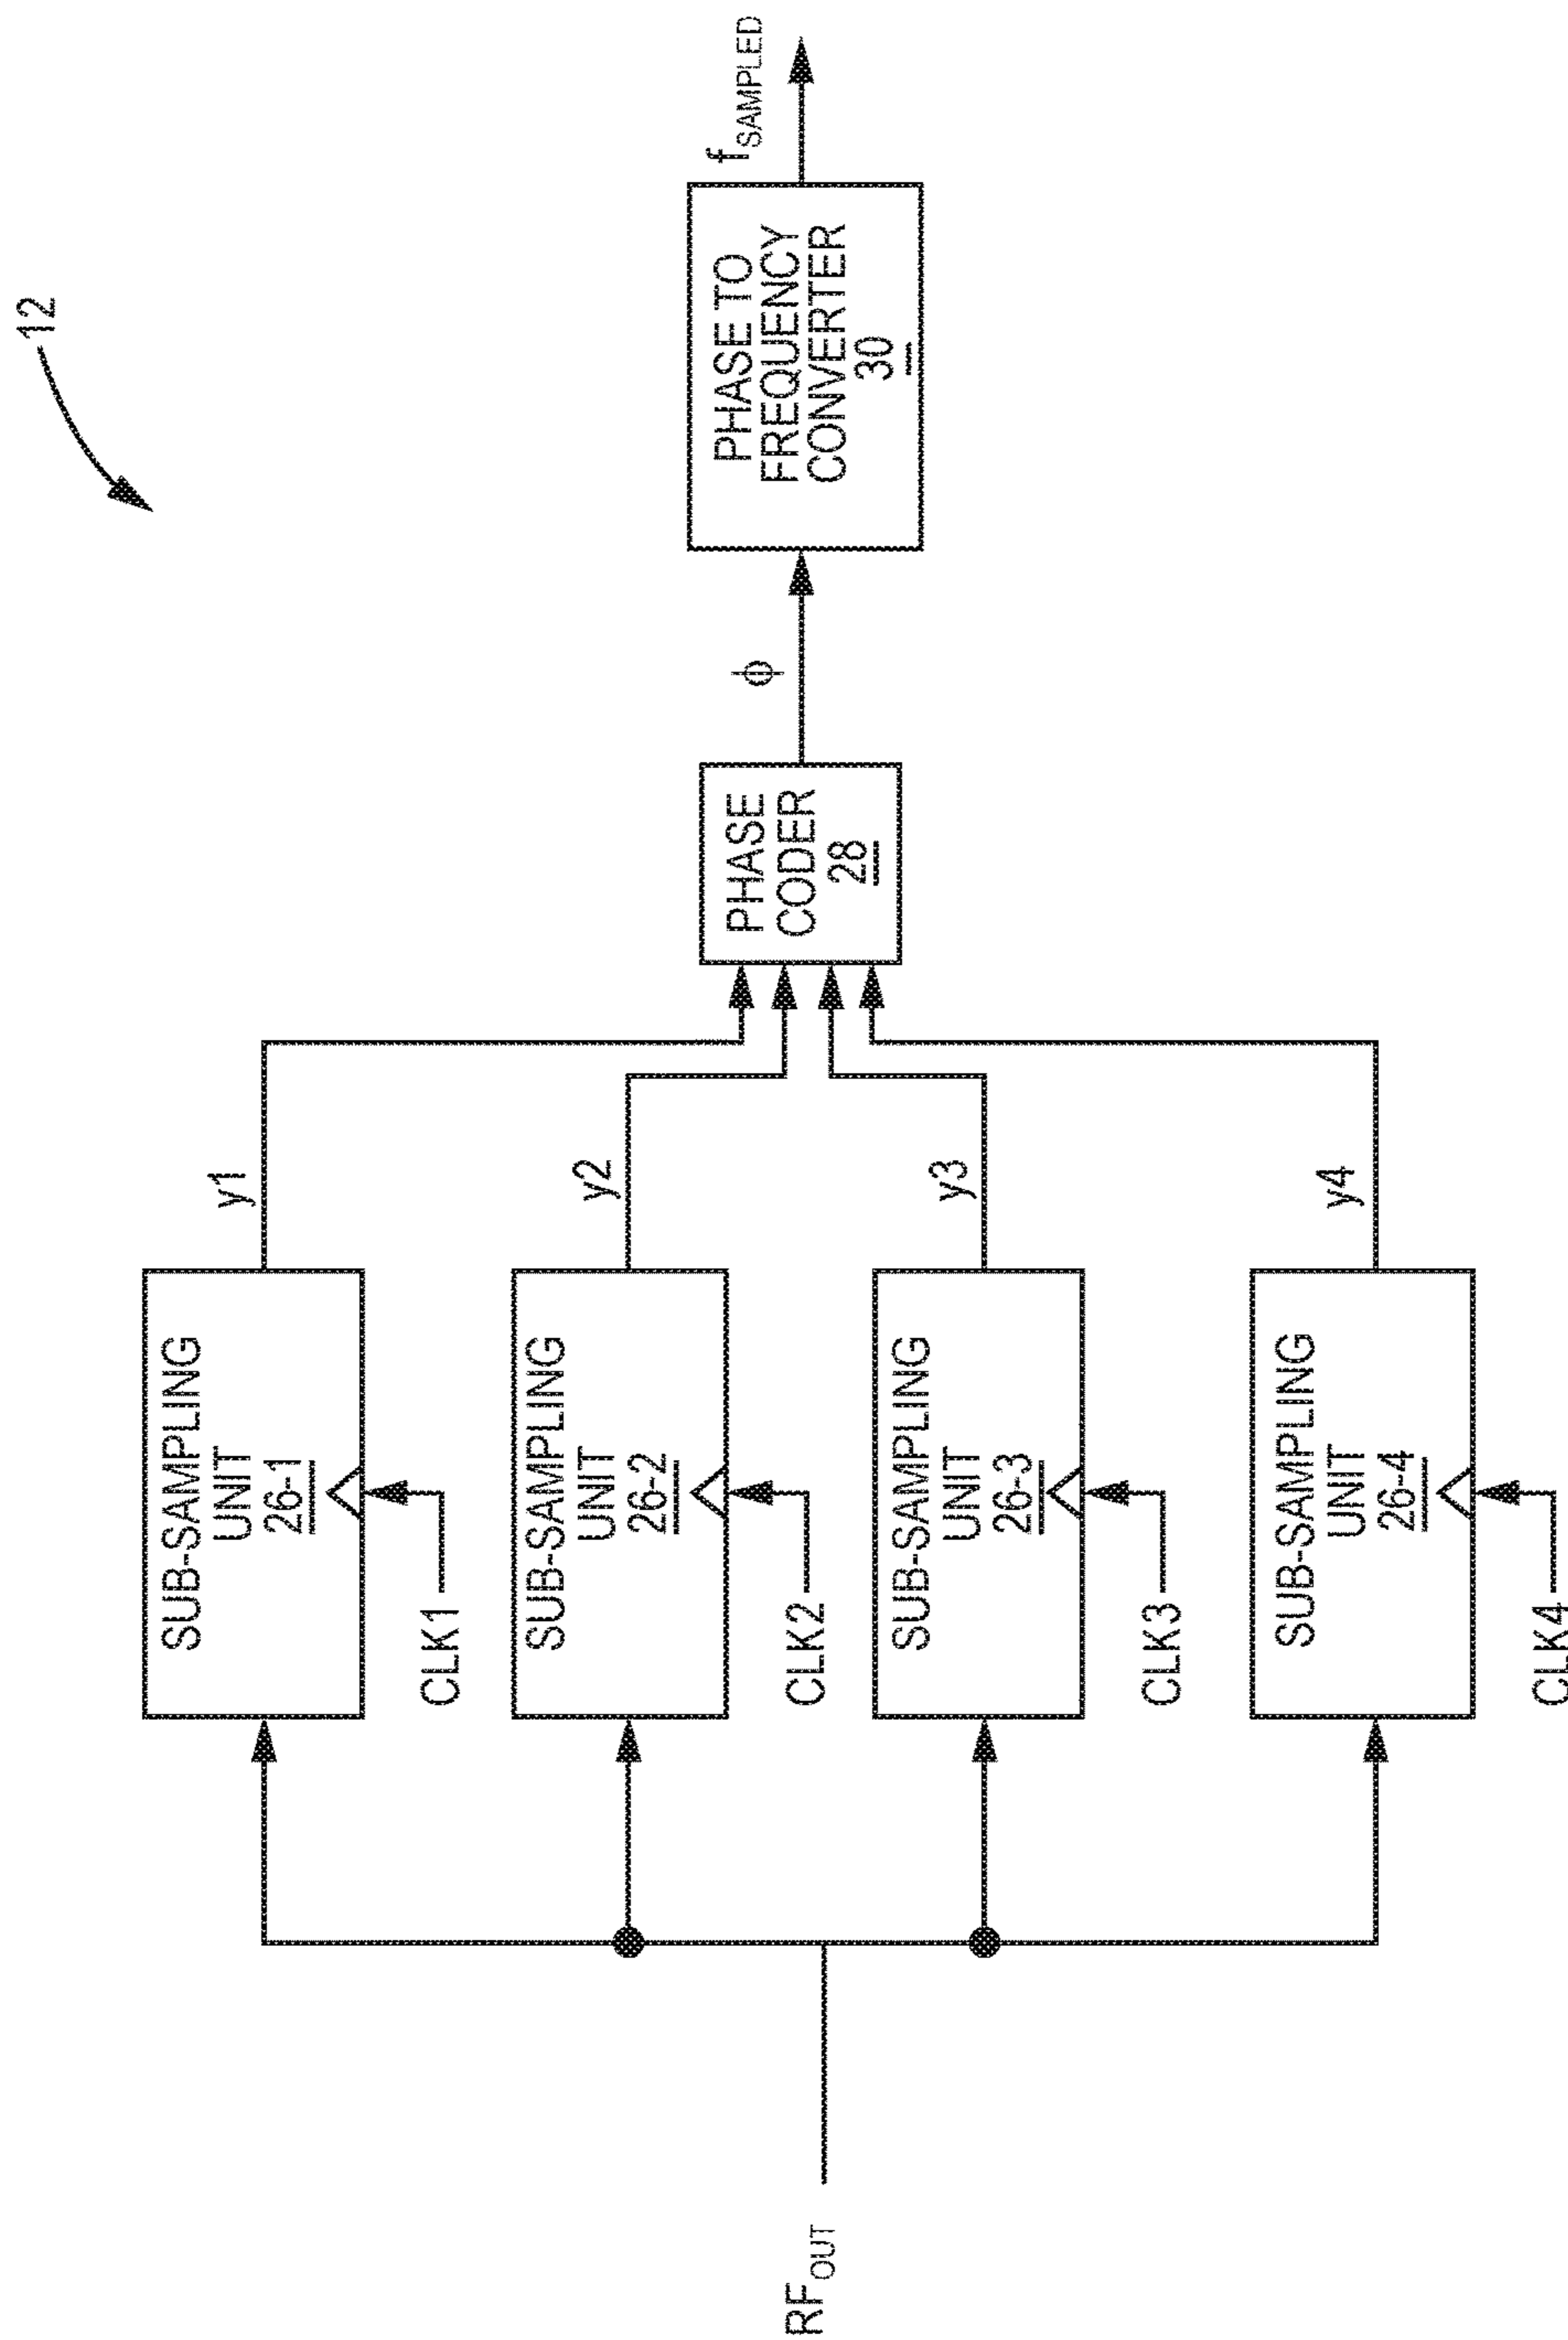 12
RF_OUT
SUB-SAMPLING
UNIT
26-1
CLK1
y1
SUB-SAMPLING
UNIT
26-2
CLK2
y2
SUB-SAMPLING
UNIT
26-3
CLK3
y3
SUB-SAMPLING
UNIT
26-4
CLK4
y4
PHASE
CODER
28
ϕ
PHASE TO
FREQUENCY
CONVERTER
30
f_SAMPLED